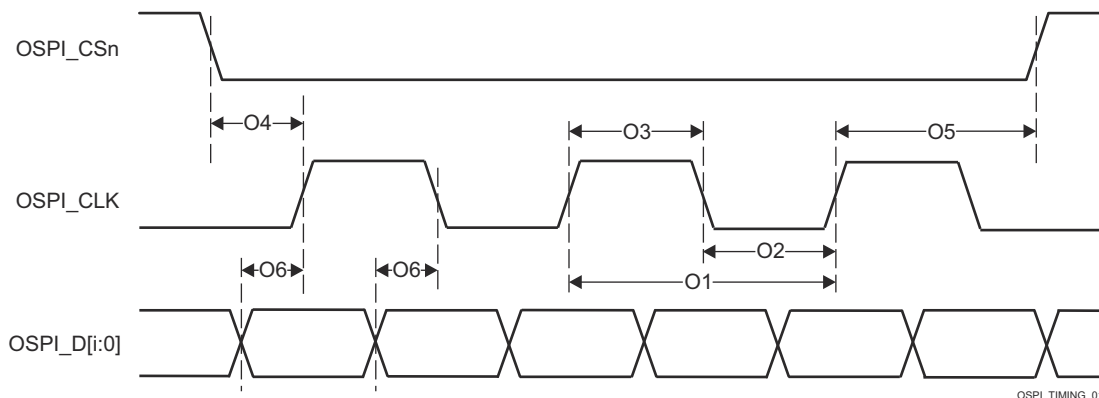 OSPI_CSn
O4
O3
O5
OSPI_CLK
O2
O6
O6
O1
OSPI_D[i:0]